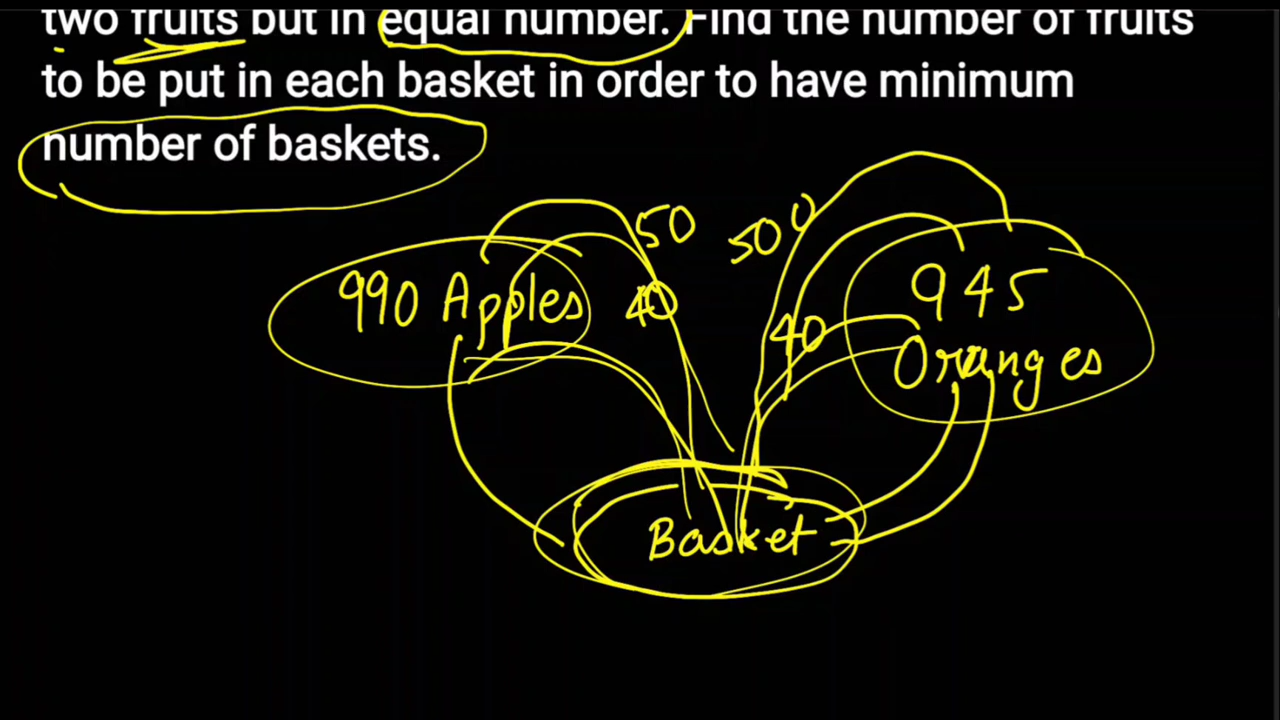 two fruits but in equal number. Find the number of fruits
to be put in each basket in order to have minimum
number of baskets.
50 50
990 Apples 40 40 945
Oranges
Basket